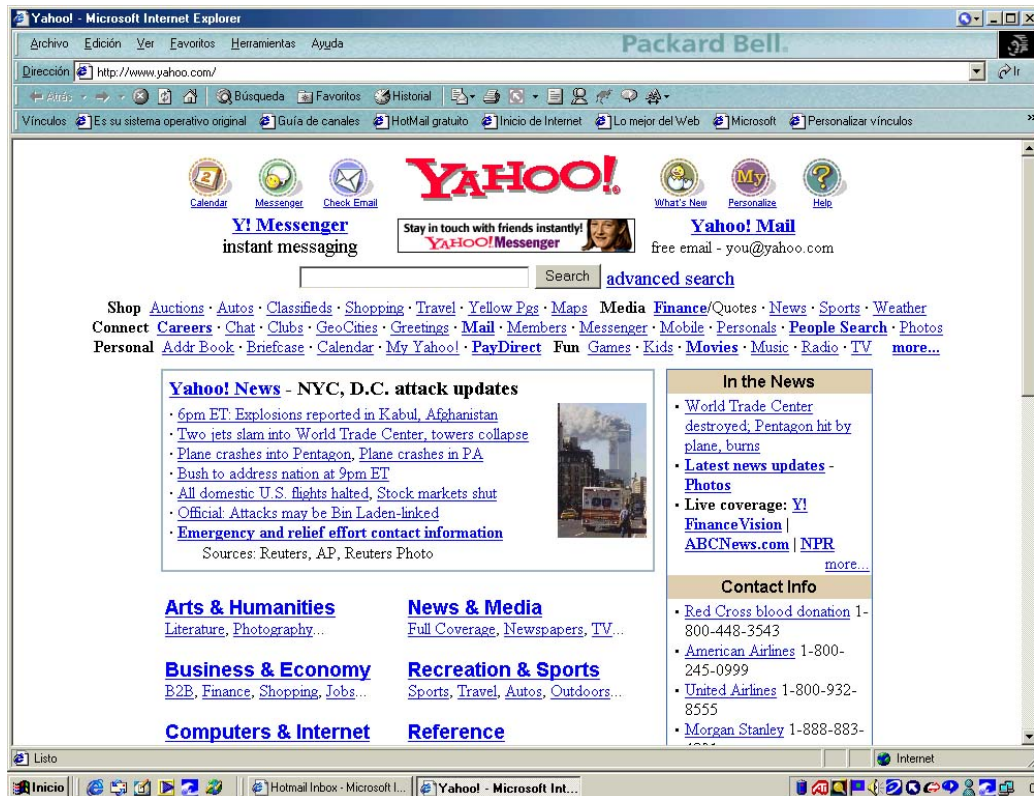 Yahoo! - Microsoft Internet Explorer
Archivo Edición Ver Favoritos Herramientas Ayuda
Packard Bell.
Dirección http://www.yahoo.com/ Ir
Atrás Búsqueda Favoritos Historial
Vínculos Es su sistema operativo original Guía de canales HotMail gratuito Inicio de Internet Lo mejor del Web Microsoft Personalizar vínculos »
2
Calendar Messenger Check Email
YAHOO!
My ?
What's New Personalize Help
Y! Messenger
instant messaging
Stay in touch with friends instantly!
YAHOO! Messenger
Yahoo! Mail
free email - you@yahoo.com
Search advanced search
Shop Auctions · Autos · Classifieds · Shopping · Travel · Yellow Pgs · Maps Media Finance/Quotes · News · Sports · Weather
Connect Careers · Chat · Clubs · GeoCities · Greetings · Mail · Members · Messenger · Mobile · Personals · People Search · Photos
Personal Addr Book · Briefcase · Calendar · My Yahoo! · PayDirect Fun Games · Kids · Movies · Music · Radio · TV more...
Yahoo! News - NYC, D.C. attack updates
· 6pm ET: Explosions reported in Kabul, Afghanistan
· Two jets slam into World Trade Center, towers collapse
· Plane crashes into Pentagon, Plane crashes in PA
· Bush to address nation at 9pm ET
· All domestic U.S. flights halted, Stock markets shut
· Official: Attacks may be Bin Laden-linked
· Emergency and relief effort contact information
Sources: Reuters, AP, Reuters Photo
Arts & Humanities
Literature, Photography...
News & Media
Full Coverage, Newspapers, TV...
Business & Economy
B2B, Finance, Shopping, Jobs...
Recreation & Sports
Sports, Travel, Autos, Outdoors...
Computers & Internet
Reference
In the News
• World Trade Center
destroyed; Pentagon hit by
plane, burns
• Latest news updates -
Photos
• Live coverage: Y!
FinanceVision |
ABCNews.com | NPR
more...
Contact Info
• Red Cross blood donation 1-
800-448-3543
• American Airlines 1-800-
245-0999
• United Airlines 1-800-932-
8555
• Morgan Stanley 1-888-883-
Listo Internet
Inicio Hotmail Inbox - Microsoft I... Yahoo! - Microsoft Int...